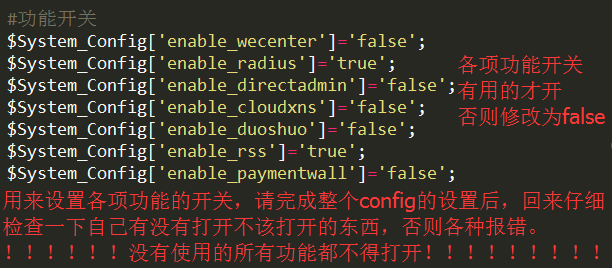 #功能开关
$System_Config['enable_wecenter']='false';
$System_Config['enable_radius']='true';
$System_Config['enable_directadmin']='false';
$System_Config['enable_cloudxns']='false';
$System_Config['enable_duoshuo']='false';
$System_Config['enable_rss']='true';
$System_Config['enable_paymentwall']='false';
各项功能开关
有用的才开
否则修改为false
用来设置各项功能的开关，请完成整个config的设置后，回来仔细
检查一下自己有没有打开不该打开的东西，否则各种报错。
！！！！！！没有使用的所有功能都不得打开！！！！！！！！！